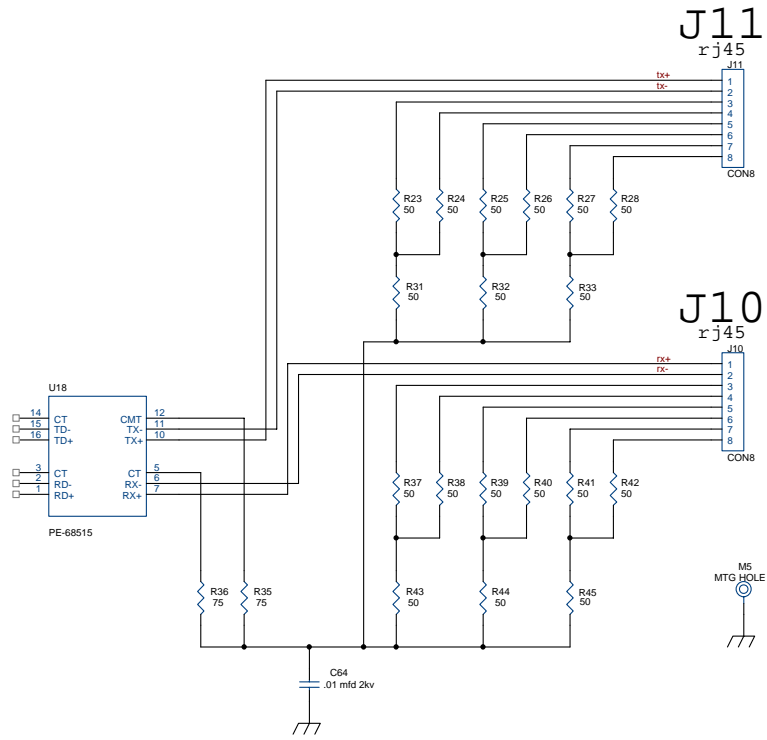 J11
rj45
J11
tx+
1
tx-
2
3
4
5
6
7
8
CON8
R23
50
R24
50
R25
50
R26
50
R27
50
R28
50
R31
50
R32
50
R33
50
J10
rj45
J10
rx+
1
rx-
2
3
4
5
6
7
8
CON8
U18
14 CT CMT 12
15 TD- TX- 11
16 TD+ TX+ 10
3 CT CT 5
2 RD- RX- 6
1 RD+ RX+ 7
PE-68515
R37
50
R38
50
R39
50
R40
50
R41
50
R42
50
R36
75
R35
75
R43
50
R44
50
R45
50
M5
MTG HOLE
C64
.01 mfd 2kv